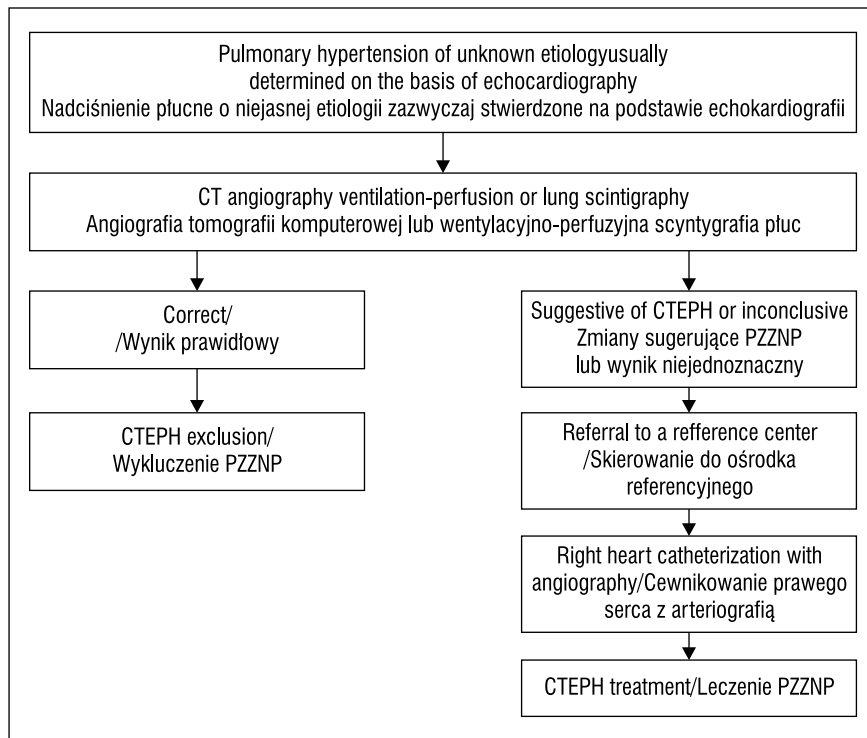 Pulmonary hypertension of unknown etiologyusually
determined on the basis of echocardiography
Nadciśnienie płucne o niejasnej etiologii zazwyczaj stwierdzone na podstawie echokardiografii
CT angiography ventilation-perfusion or lung scintigraphy
Angiografia tomografii komputerowej lub wentylacyjno-perfuzyjna scyntygrafia płuc
Correct/
/Wynik prawidłowy
CTEPH exclusion/
Wykluczenie PZZNP
Suggestive of CTEPH or inconclusive
Zmiany sugerujące PZZNP
lub wynik niejednoznaczny
Referral to a refference center
/Skierowanie do ośrodka
referencyjnego
Right heart catheterization with
angiography/Cewnikowanie prawego
serca z arteriografią
CTEPH treatment/Leczenie PZZNP